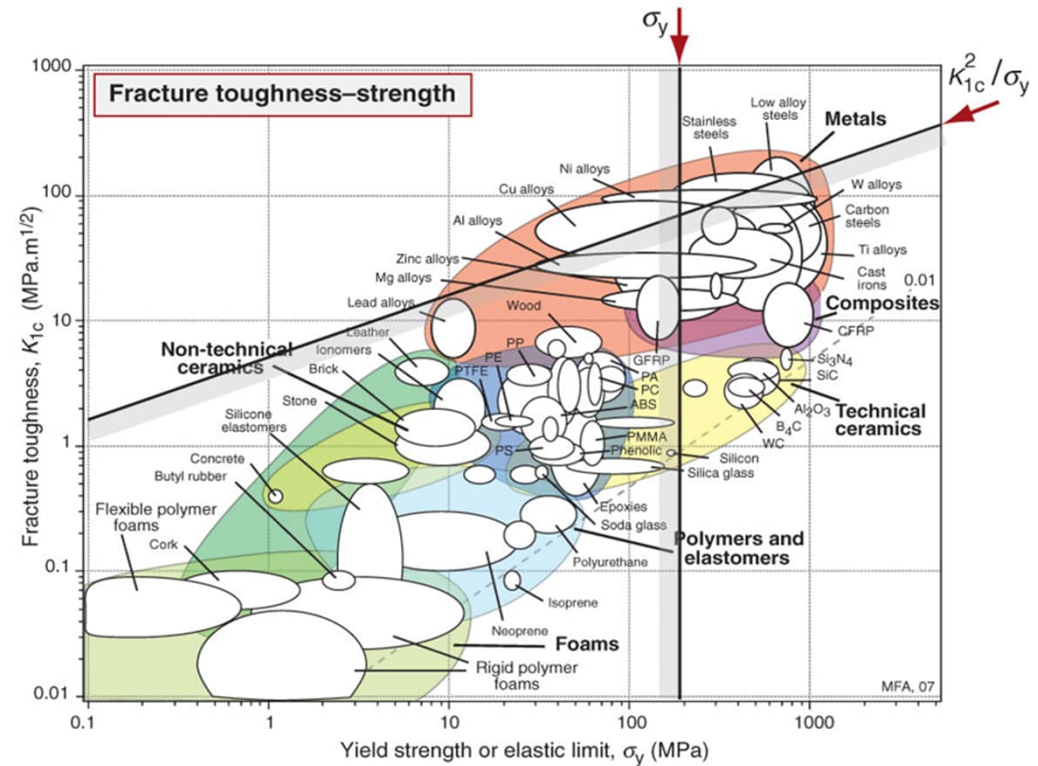 σy
K1c²/σy
Fracture toughness–strength
1000
100
10
1
0.1
0.01
Fracture toughness, K1c (MPa.m1/2)
Low alloy
steels
Stainless
steels
Metals
Ni alloys
Cu alloys
W alloys
Carbon
steels
Al alloys
Ti alloys
Zinc alloys
Cast
irons
Mg alloys
0.01
Lead alloys
Wood
Composites
CFRP
Leather
Non-technical
ceramics
Ionomers
PP
PE
PTFE
GFRP
Brick
PA
PC
ABS
Si3N4
SiC
Stone
Al2O3
Technical
ceramics
B4C
WC
Silicone
elastomers
PS
PMMA
Phenolic
Silicon
Silica glass
Concrete
Butyl rubber
Epoxies
Soda glass
Flexible polymer
foams
Cork
Polymers and
elastomers
Polyurethane
Isoprene
Neoprene
Foams
Rigid polymer
foams
MFA, 07
0.1
1
10
100
1000
Yield strength or elastic limit, σy (MPa)